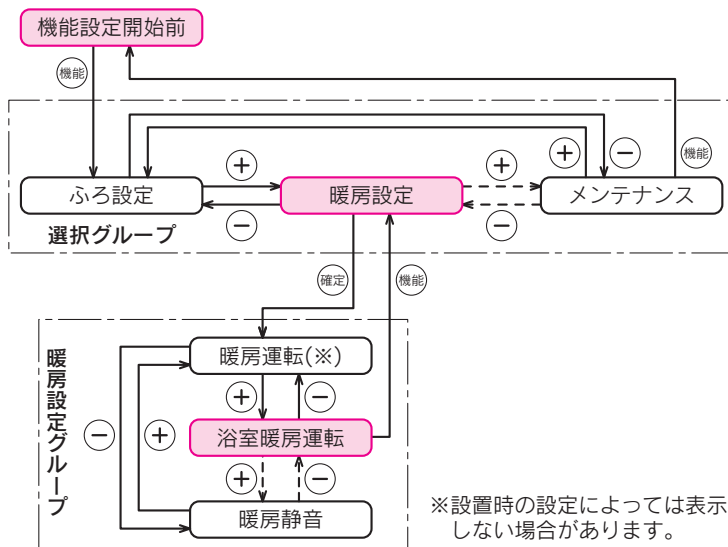 機能設定開始前
機能
＋
－
機能
＋
＋
ふろ設定
暖房設定
メンテナンス
－
－
選択グループ
確定
機能
暖房設定グループ
暖房運転(※)
＋
－
－
＋
浴室暖房運転
＋
－
暖房静音
※設置時の設定によっては表示
しない場合があります。